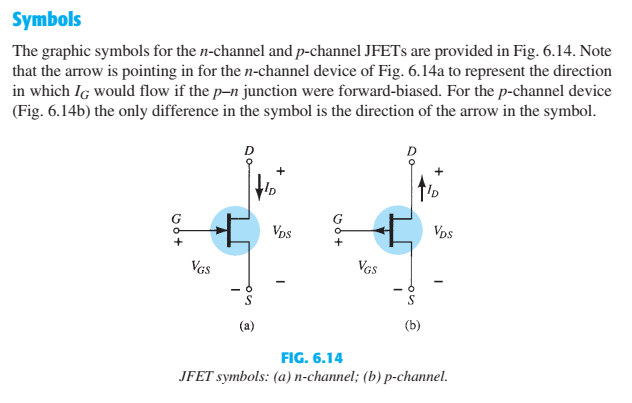 Symbols
The graphic symbols for the n-channel and p-channel JFETs are provided in Fig. 6.14. Note
that the arrow is pointing in for the n-channel device of Fig. 6.14a to represent the direction
in which IG would flow if the p–n junction were forward-biased. For the p-channel device
(Fig. 6.14b) the only difference in the symbol is the direction of the arrow in the symbol.
D
+
ID
G
+
VDS
VGS
–
–
S
(a)
D
+
ID
G
+
VDS
VGS
–
–
S
(b)
FIG. 6.14
JFET symbols: (a) n-channel; (b) p-channel.